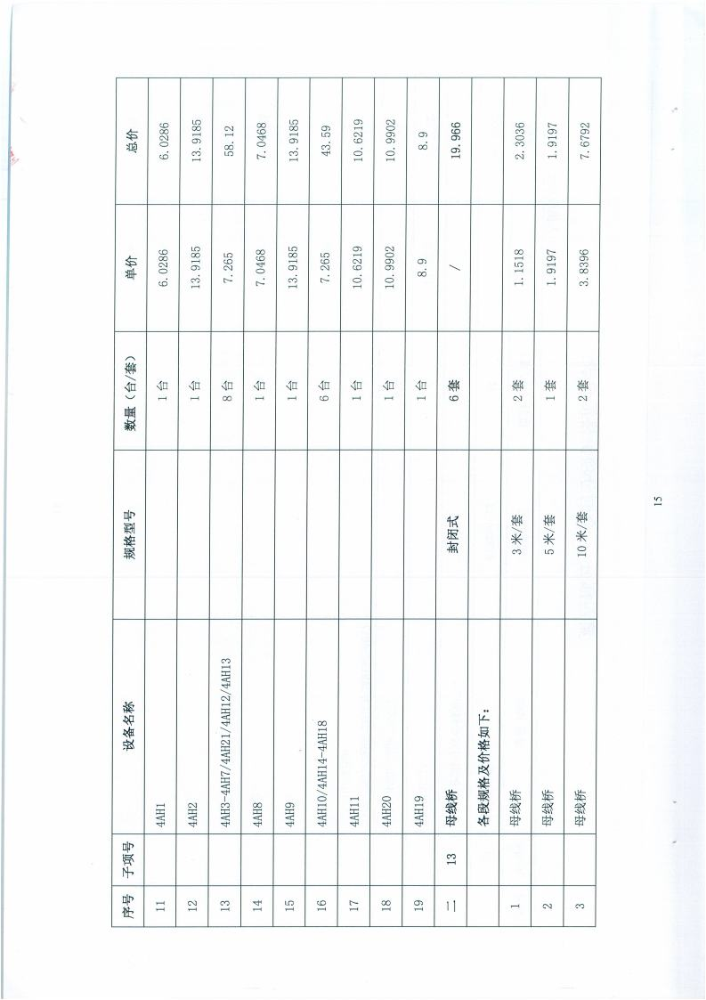 序号 子项号 设备名称 规格型号 数量（台/套） 单价 总价
11 4AH1 1台 6.0286 6.0286
12 4AH2 1台 13.9185 13.9185
13 4AH3-4AH7/4AH21/4AH12/4AH13 8台 7.265 58.12
14 4AH8 1台 7.0468 7.0468
15 4AH9 1台 13.9185 13.9185
16 4AH10/4AH14-4AH18 6台 7.265 43.59
17 4AH11 1台 10.6219 10.6219
18 4AH20 1台 10.9902 10.9902
19 4AH19 1台 8.9 8.9
二 13 母线桥 封闭式 6套 / 19.966
各段规格及价格如下：
1 母线桥 3米/套 2套 1.1518 2.3036
2 母线桥 5米/套 1套 1.9197 1.9197
3 母线桥 10米/套 2套 3.8396 7.6792
15